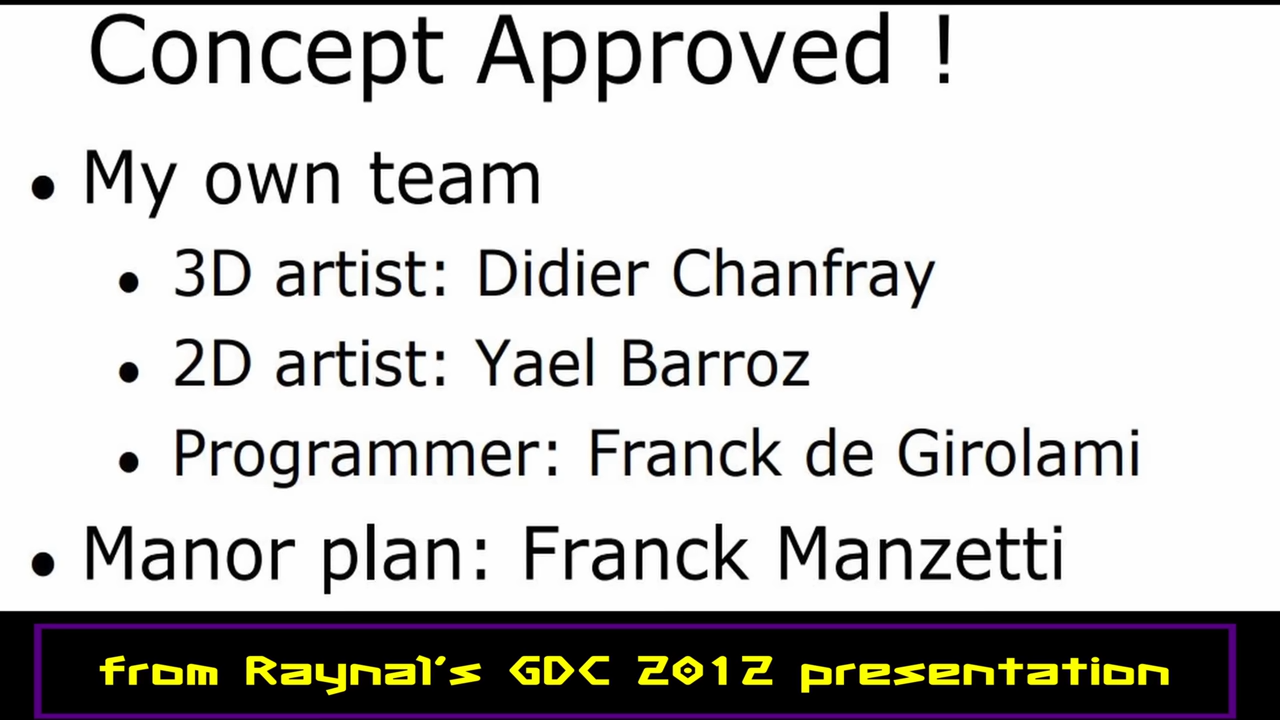 Concept Approved !
• My own team
• 3D artist: Didier Chanfray
• 2D artist: Yael Barroz
• Programmer: Franck de Girolami
• Manor plan: Franck Manzetti
from Raynal's GDC 2012 presentation